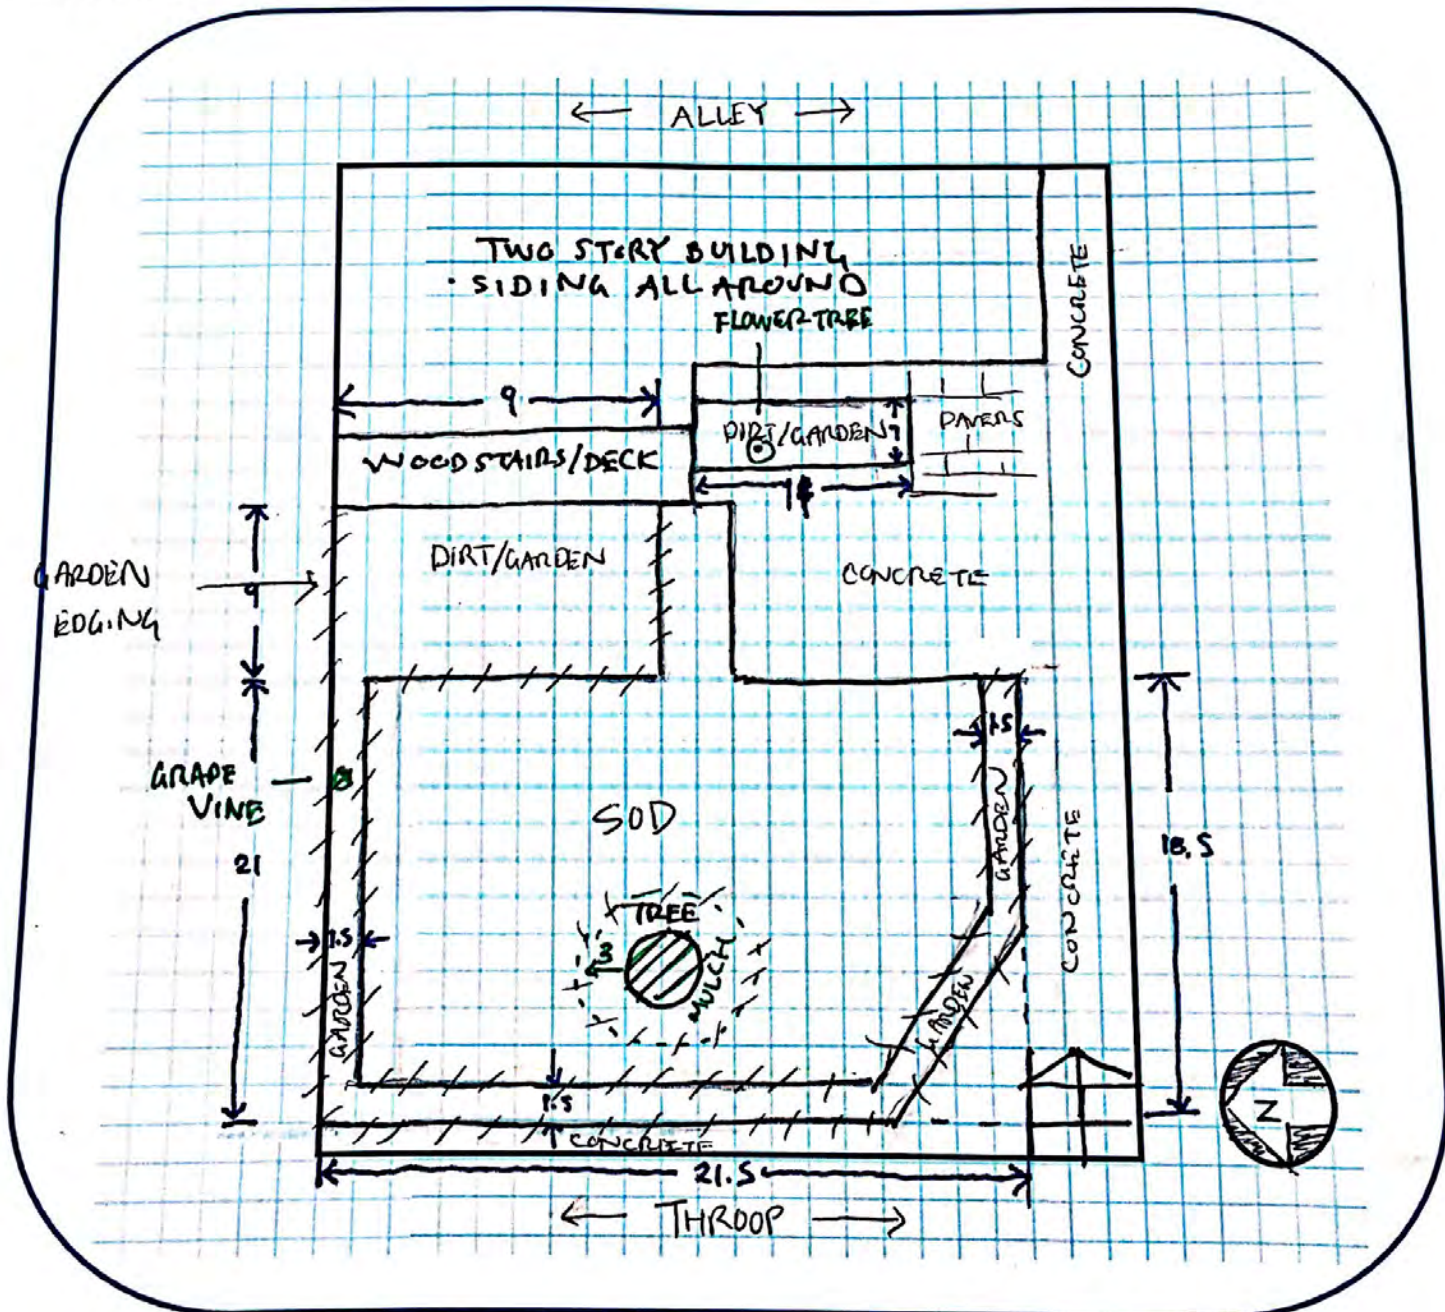 ← ALLEY →
TWO STORY BUILDING
· SIDING ALL AROUND
FLOWER TREE
CONCRETE
9
DIRT/GARDEN
PAVERS
WOOD STAIRS/DECK
DIRT/GARDEN
CONCRETE
GARDEN
EDGING
9
1.5
GRAPE
VINE
SOD
GARDEN
CONCRETE
18.5
21
TREE
3
MULCH
1.5
GARDEN
GARDEN
1.5
CONCRETE
N
21.5
← THROOP →